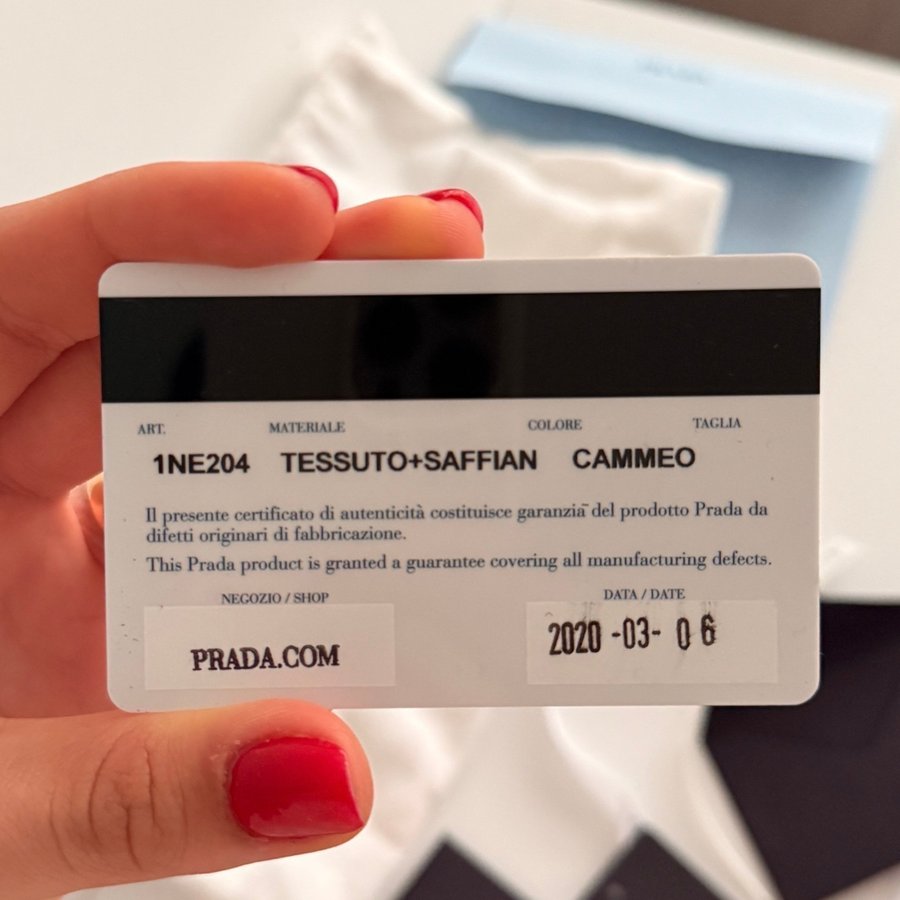 ART. MATERIALE COLORE TAGLIA
1NE204 TESSUTO+SAFFIAN CAMMEO
Il presente certificato di autenticità costituisce garanzia del prodotto Prada da
difetti originari di fabbricazione.
This Prada product is granted a guarantee covering all manufacturing defects.
NEGOZIO / SHOP DATA / DATE
PRADA.COM 2020 -03- 06